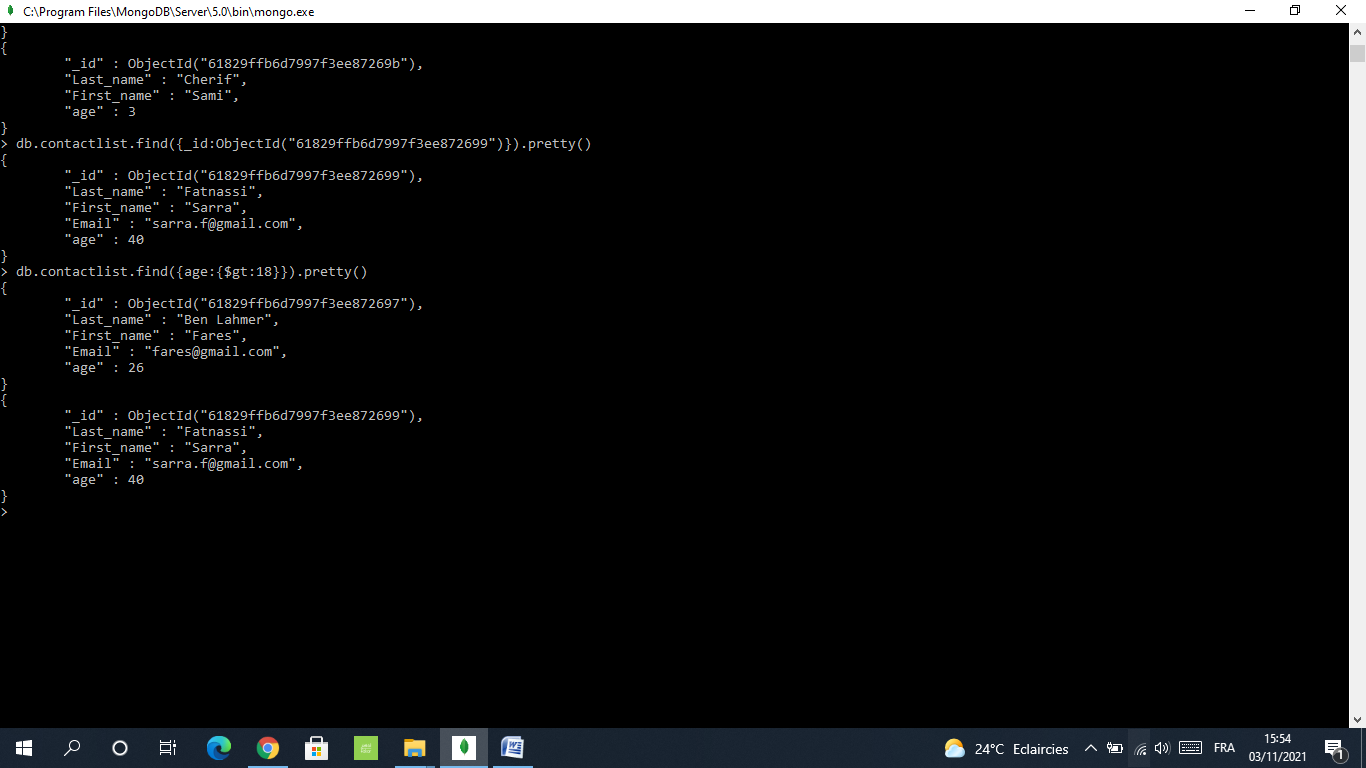 C:\Program Files\MongoDB\Server\5.0\bin\mongo.exe
}
{
        "_id" : ObjectId("61829ffb6d7997f3ee87269b"),
        "Last_name" : "Cherif",
        "First_name" : "Sami",
        "age" : 3
}
> db.contactlist.find({_id:ObjectId("61829ffb6d7997f3ee872699")}).pretty()
{
        "_id" : ObjectId("61829ffb6d7997f3ee872699"),
        "Last_name" : "Fatnassi",
        "First_name" : "Sarra",
        "Email" : "sarra.f@gmail.com",
        "age" : 40
}
> db.contactlist.find({age:{$gt:18}}).pretty()
{
        "_id" : ObjectId("61829ffb6d7997f3ee872697"),
        "Last_name" : "Ben Lahmer",
        "First_name" : "Fares",
        "Email" : "fares@gmail.com",
        "age" : 26
}
{
        "_id" : ObjectId("61829ffb6d7997f3ee872699"),
        "Last_name" : "Fatnassi",
        "First_name" : "Sarra",
        "Email" : "sarra.f@gmail.com",
        "age" : 40
}
>
24°C Eclaircies
FRA
15:54
03/11/2021
1